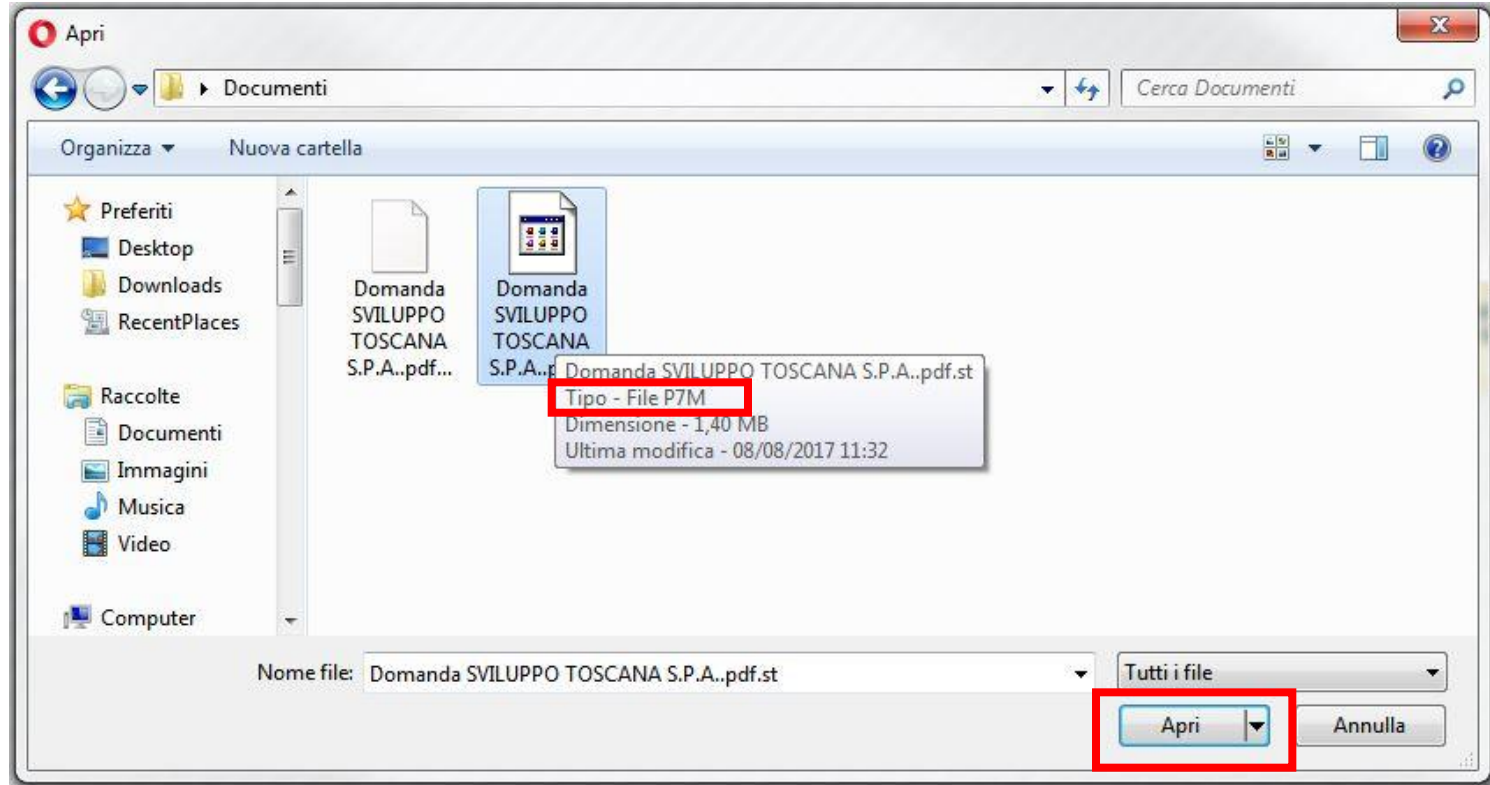 Apri
Documenti
Cerca Documenti
Organizza
Nuova cartella
Preferiti
Desktop
Downloads
RecentPlaces
Raccolte
Documenti
Immagini
Musica
Video
Computer
Domanda
SVILUPPO
TOSCANA
S.P.A..pdf...
Domanda
SVILUPPO
TOSCANA
S.P.A..p
Domanda SVILUPPO TOSCANA S.P.A..pdf.st
Tipo - File P7M
Dimensione - 1,40 MB
Ultima modifica - 08/08/2017 11:32
Nome file:
Domanda SVILUPPO TOSCANA S.P.A..pdf.st
Tutti i file
Apri
Annulla